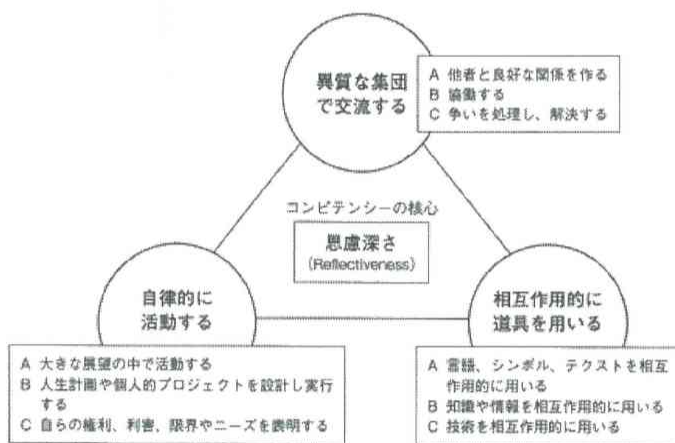 異質な集団
で交流する
A 他者と良好な関係を作る
B 協働する
C 争いを処理し、解決する
コンピテンシーの核心
思慮深さ
(Reflectiveness)
自律的に
活動する
A 大きな展望の中で活動する
B 人生計画や個人的プロジェクトを設計し実行
する
C 自らの権利、利害、限界やニーズを表明する
相互作用的に
道具を用いる
A 言語、シンボル、テクストを相互
作用的に用いる
B 知識や情報を相互作用的に用いる
C 技術を相互作用的に用いる